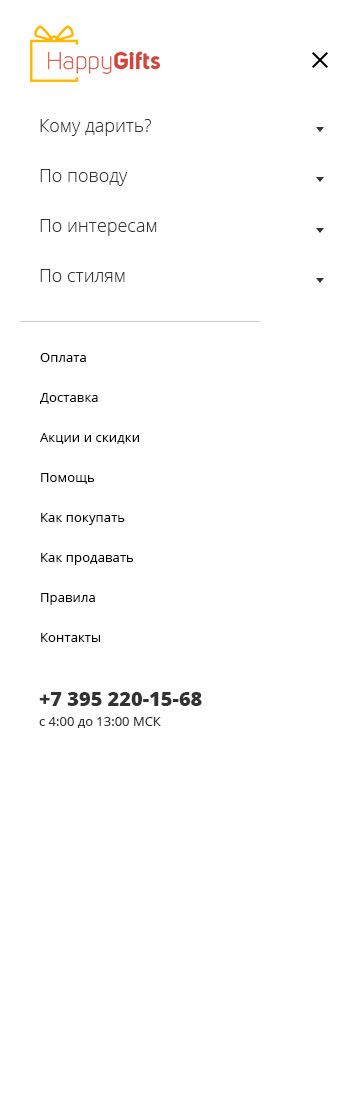 HappyGifts
Кому дарить?
По поводу
По интересам
По стилям
Оплата
Доставка
Акции и скидки
Помощь
Как покупать
Как продавать
Правила
Контакты
+7 395 220-15-68
с 4:00 до 13:00 МСК